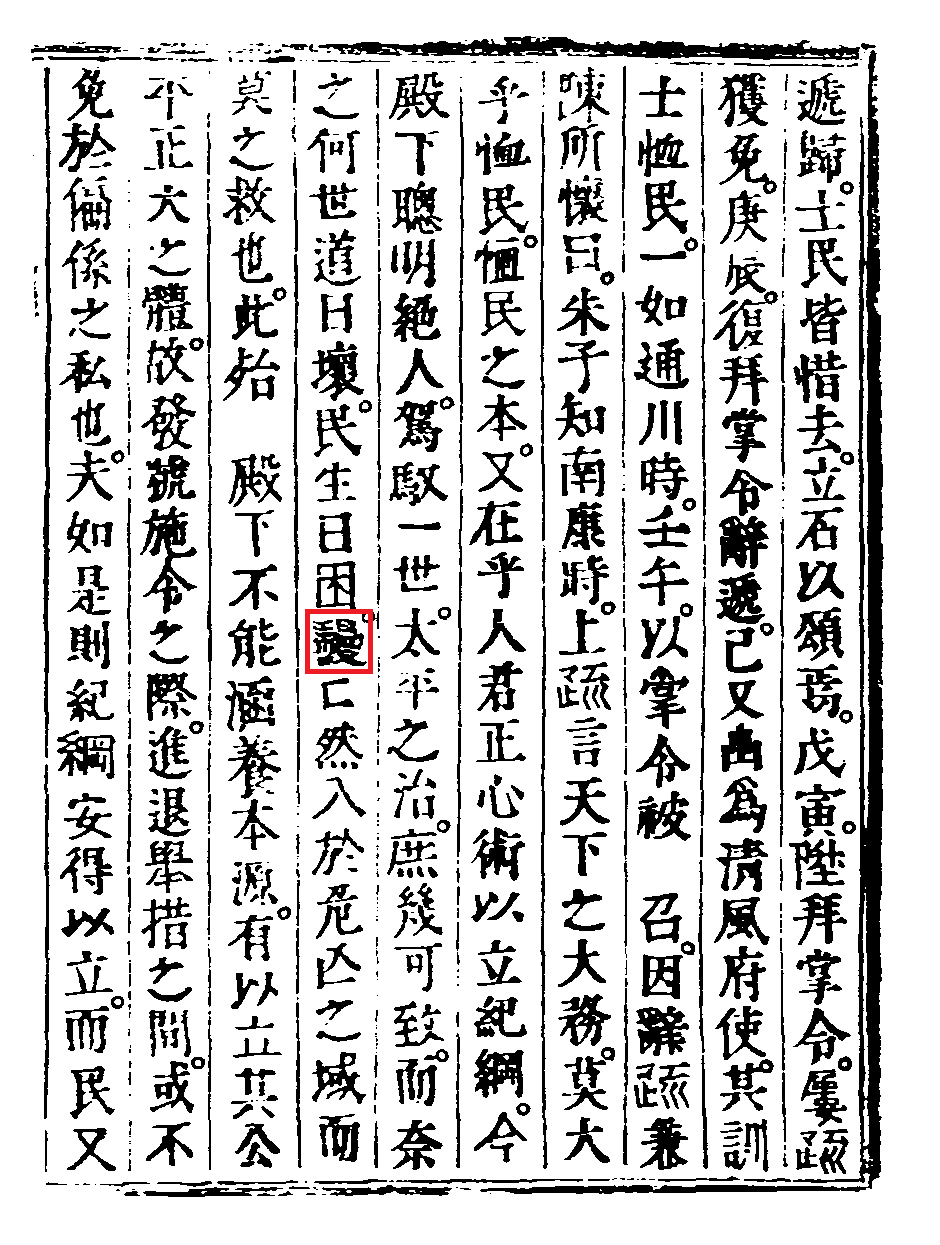 遞歸。士民皆惜去。立石以頌焉。戊寅。陞拜掌令。屢疏
獲免。庚辰。復拜掌令辭遞。已又出爲淸風府使。其訓
士恤民。一如通川時。壬午。以掌令被 召。因辭疏兼
陳所懷曰。朱子知南康時。上疏言天下之大務。莫大
乎恤民。恤民之本。又在乎人君正心術以立紀綱。今
殿下聰明絶人。駕馭一世。太平之治。庶幾可致。而奈
之何世道日壞。民生日困。駸〻然入於危亡之域而
莫之救也。此殆 殿下不能涵養本源。有以立其公
平正大之體。故發號施令之際。進退擧措之間。或不
免於偏係之私也。夫如是則紀綱安得以立。而民又